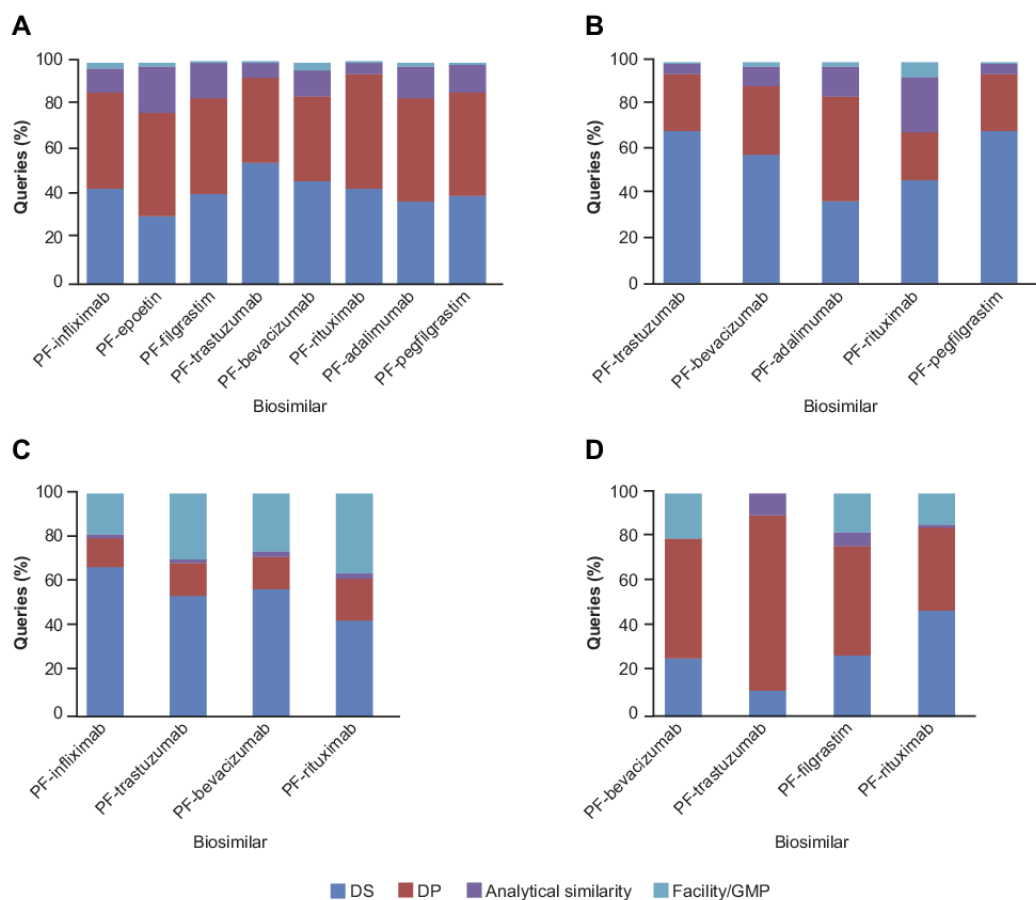 A
100
80
60
40
20
0
Queries (%)
PF-infliximab
PF-epoetin
PF-filgrastim
PF-trastuzumab
PF-bevacizumab
PF-rituximab
PF-adalimumab
PF-pegfilgrastim
Biosimilar
B
100
80
60
40
20
0
Queries (%)
PF-trastuzumab
PF-bevacizumab
PF-adalimumab
PF-rituximab
PF-pegfilgrastim
Biosimilar
C
100
80
60
40
20
0
Queries (%)
PF-infliximab
PF-trastuzumab
PF-bevacizumab
PF-rituximab
Biosimilar
D
100
80
60
40
20
0
Queries (%)
PF-bevacizumab
PF-trastuzumab
PF-filgrastim
PF-rituximab
Biosimilar
DS DP Analytical similarity Facility/GMP